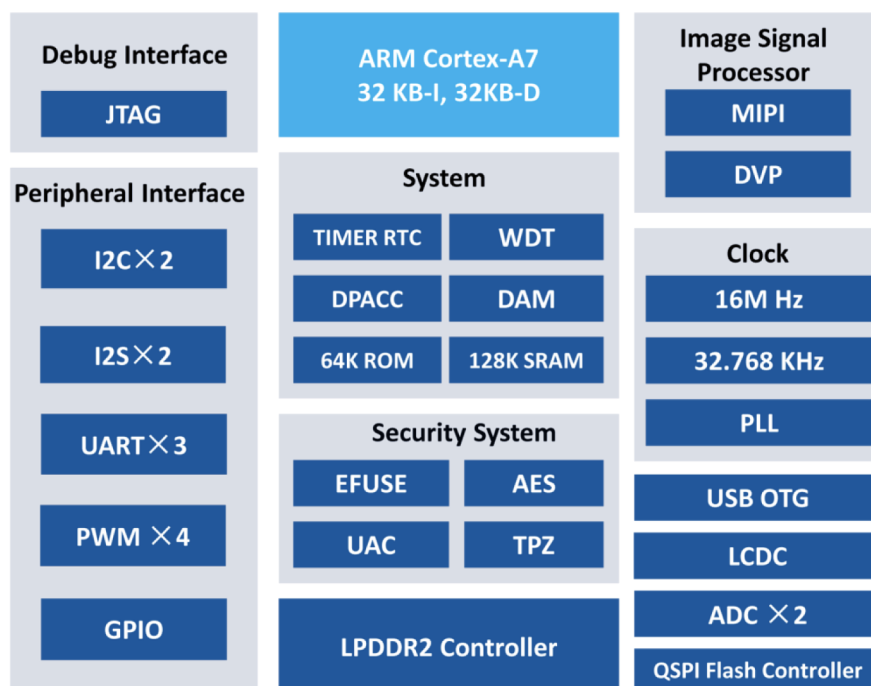 Debug Interface
JTAG
Peripheral Interface
I2C×2
I2S×2
UART×3
PWM ×4
GPIO
ARM Cortex-A7
32 KB-I, 32KB-D
System
TIMER RTC
WDT
DPACC
DAM
64K ROM
128K SRAM
Security System
EFUSE
AES
UAC
TPZ
LPDDR2 Controller
Image Signal
Processor
MIPI
DVP
Clock
16M Hz
32.768 KHz
PLL
USB OTG
LCDC
ADC ×2
QSPI Flash Controller